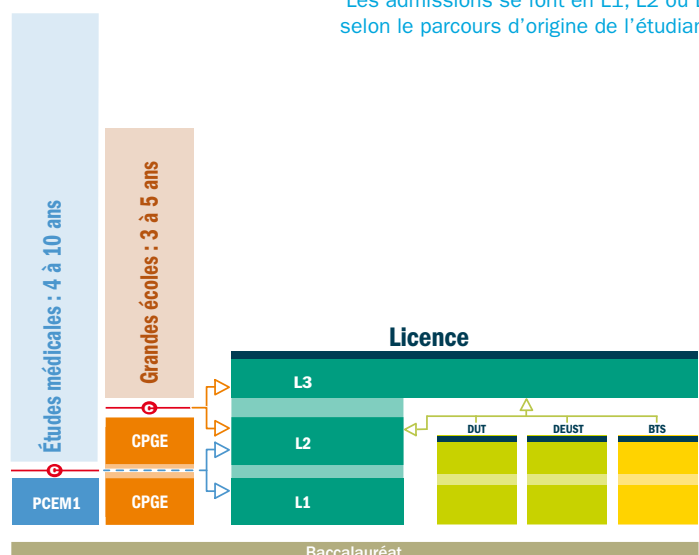 Les admissions se font en L1, L2 ou
selon le parcours d'origine de
Études médicales : 4 à 10 ans
Grandes écoles : 3 à 5 ans
Licence
L3
C
CPGE
L2
DUT
DEUST
BTS
C
PCEM1
CPGE
L1
Baccalauréat